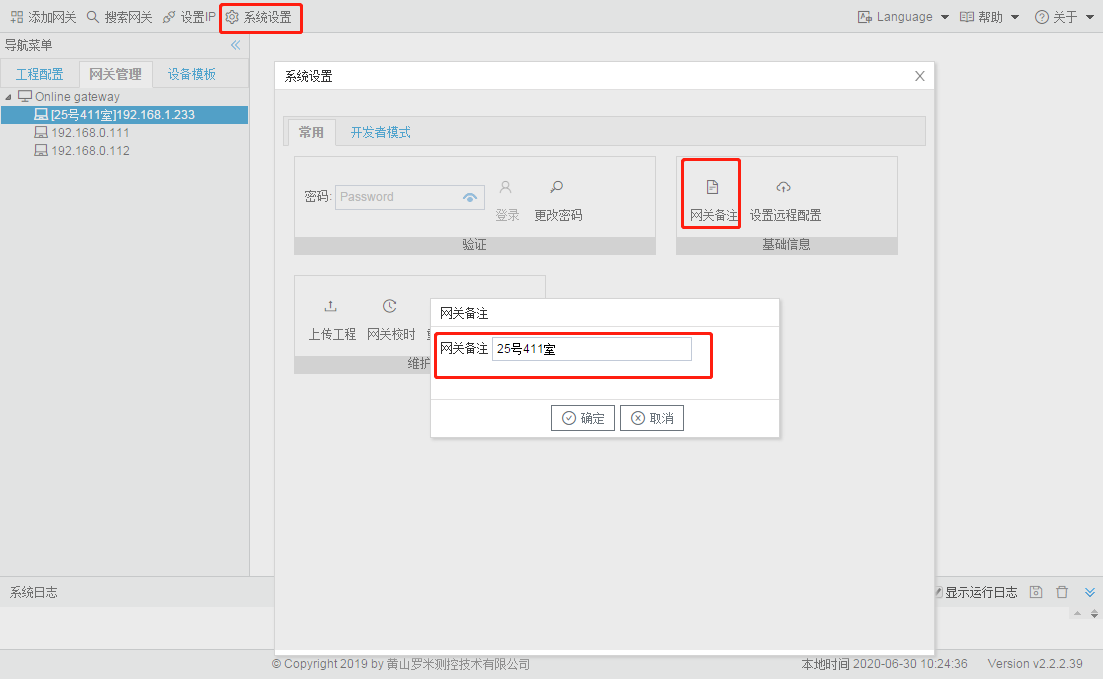 添加网关 搜索网关 设置IP 系统设置 Language 帮助 关于
导航菜单
工程配置 网关管理 设备模板
Online gateway
[25号411室]192.168.1.233
192.168.0.111
192.168.0.112
系统设置
常用 开发者模式
密码: Password 登录 更改密码
验证
网关备注 设置远程配置
基础信息
上传工程 网关校时
维护
网关备注
网关备注 25号411室
确定 取消
系统日志 显示运行日志
© Copyright 2019 by 黄山罗米测控技术有限公司 本地时间 2020-06-30 10:24:36 Version v2.2.2.39